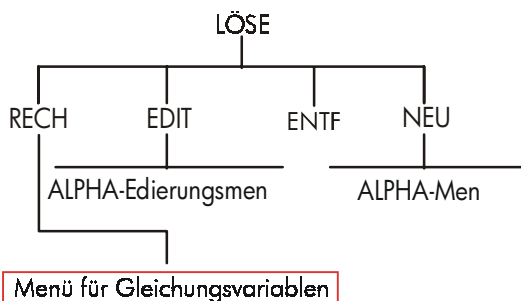 LÖSE
RECH EDIT ENTF NEU
ALPHA-Edierungsmen ALPHA-Men
Menü für Gleichungsvariablen